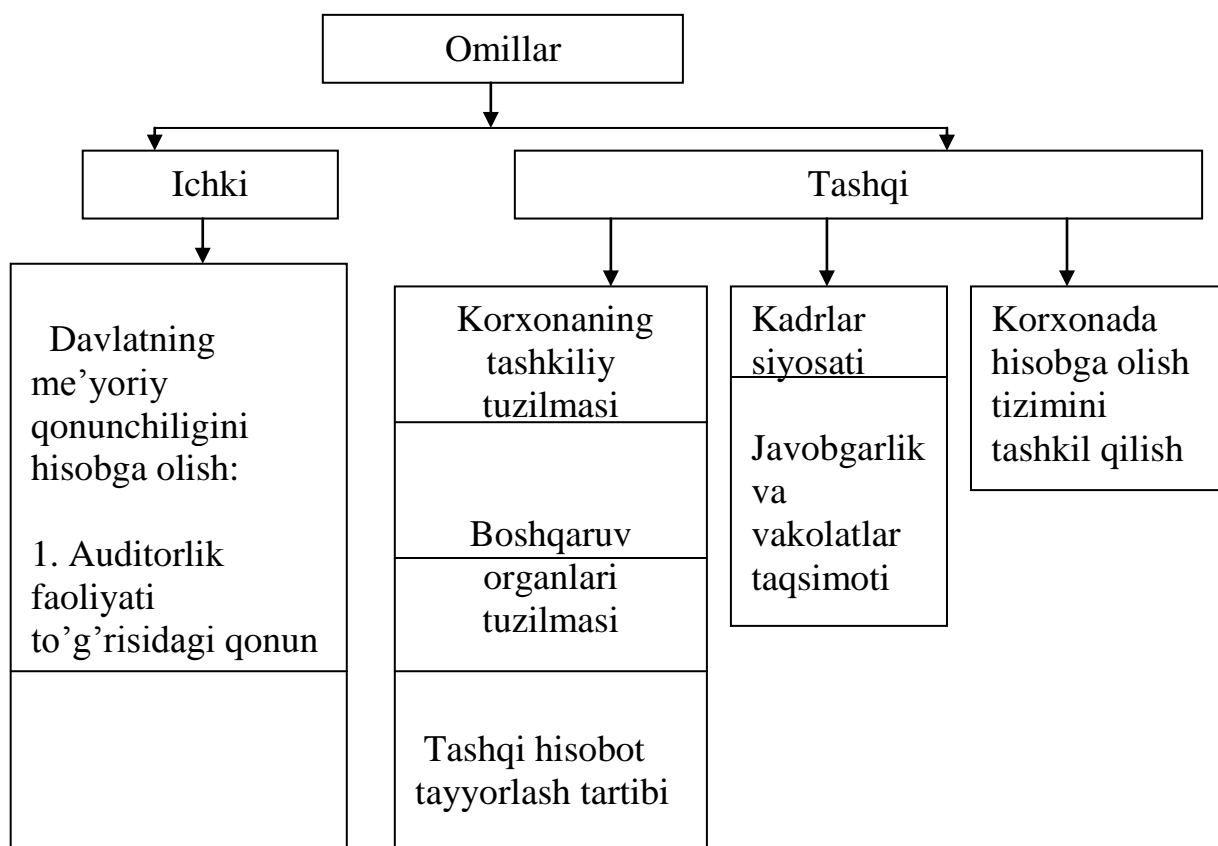 Omillar
Ichki
Tashqi
Davlatning
me’yoriy
qonunchiligini
hisobga olish:
1. Auditorlik
faoliyati
to’g’risidagi qonun
Korxonaning
tashkiliy
tuzilmasi
Boshqaruv
organlari
tuzilmasi
Tashqi hisobot
tayyorlash tartibi
Kadrlar
siyosati
Javobgarlik
va
vakolatlar
taqsimoti
Korxonada
hisobga olish
tizimini
tashkil qilish